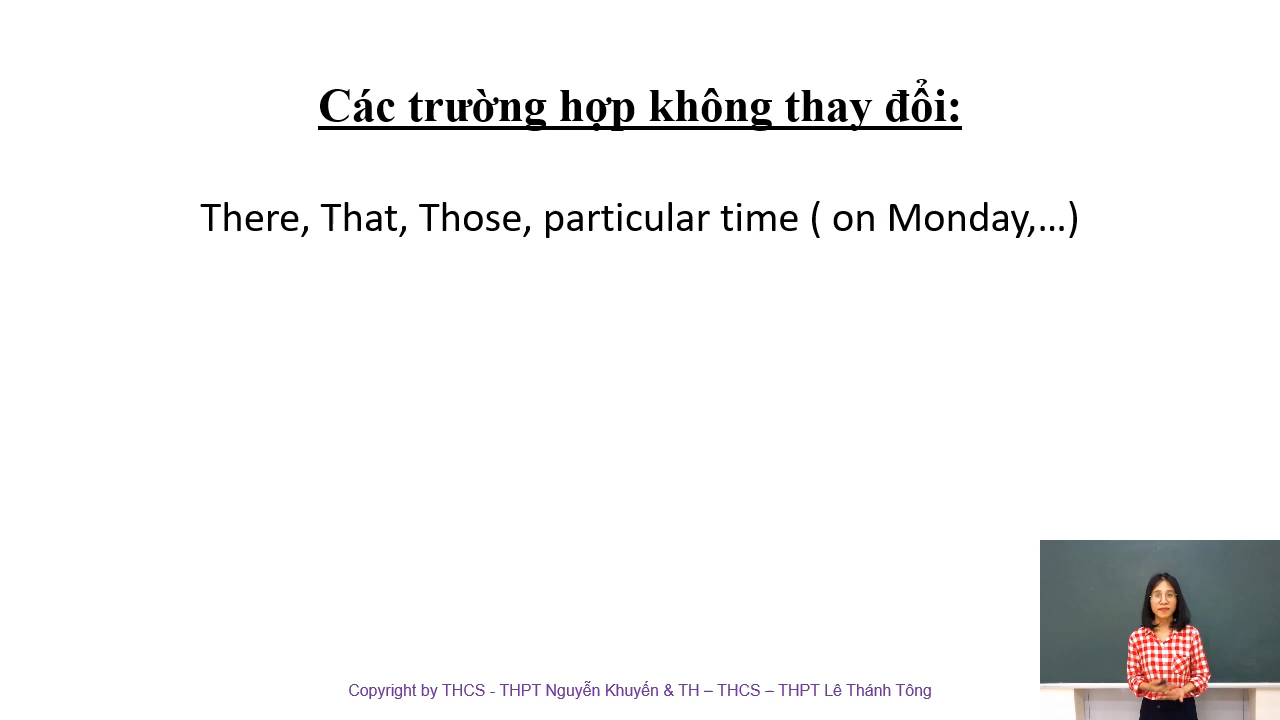 Các trường hợp không thay đổi:
There, That, Those, particular time ( on Monday,...)
Copyright by THCS - THPT Nguyễn Khuyến & TH – THCS – THPT Lê Thánh Tông